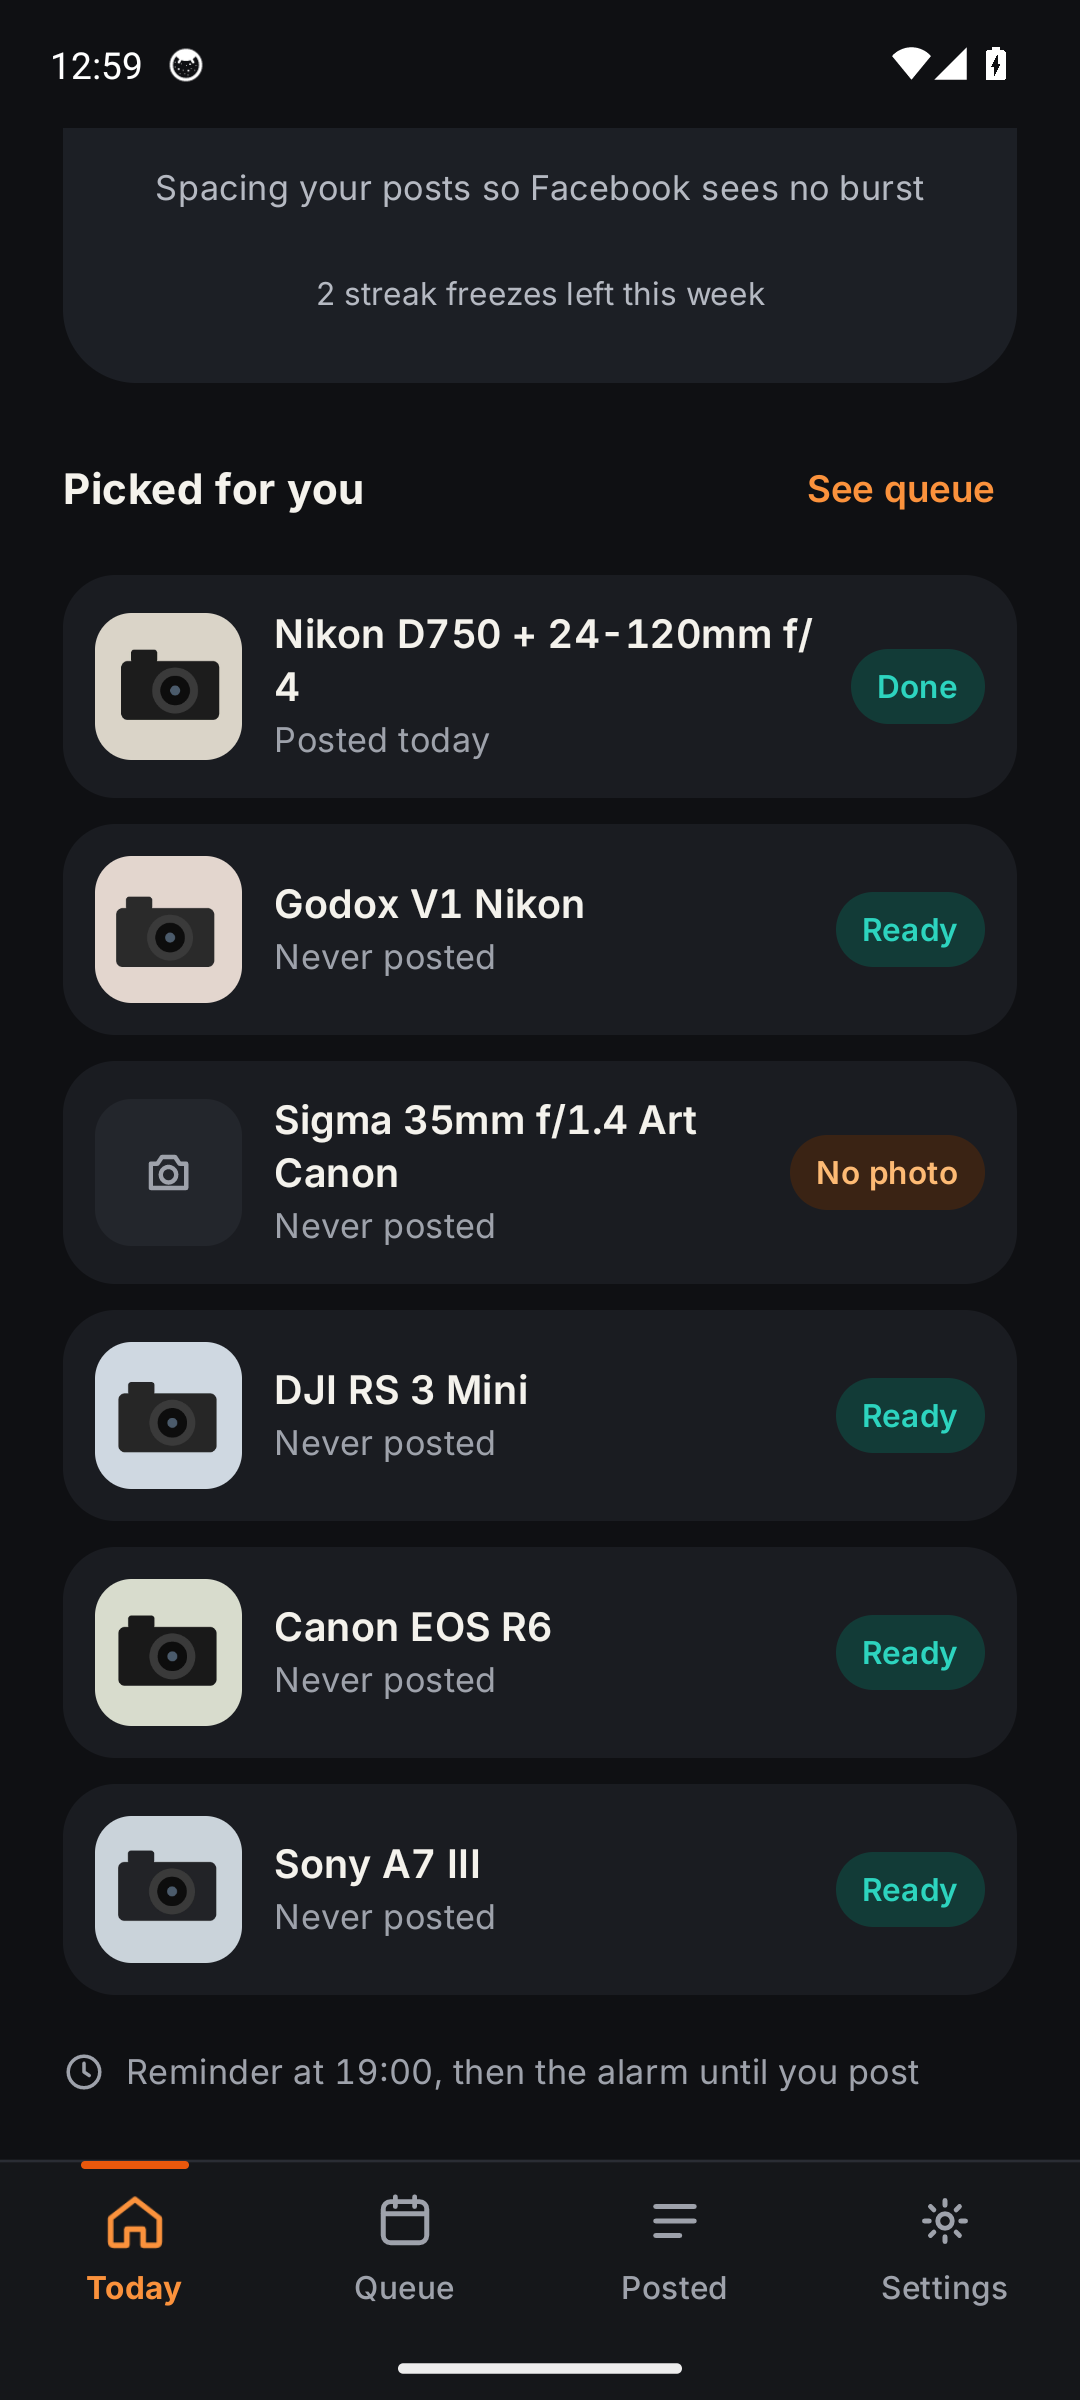 12:59
Spacing your posts so Facebook sees no burst
2 streak freezes left this week
Picked for you
See queue
Nikon D750 + 24-120mm f/
4
Posted today
Done
Godox V1 Nikon
Never posted
Ready
Sigma 35mm f/1.4 Art
Canon
Never posted
No photo
DJI RS 3 Mini
Never posted
Ready
Canon EOS R6
Never posted
Ready
Sony A7 III
Never posted
Ready
Reminder at 19:00, then the alarm until you post
Today
Queue
Posted
Settings